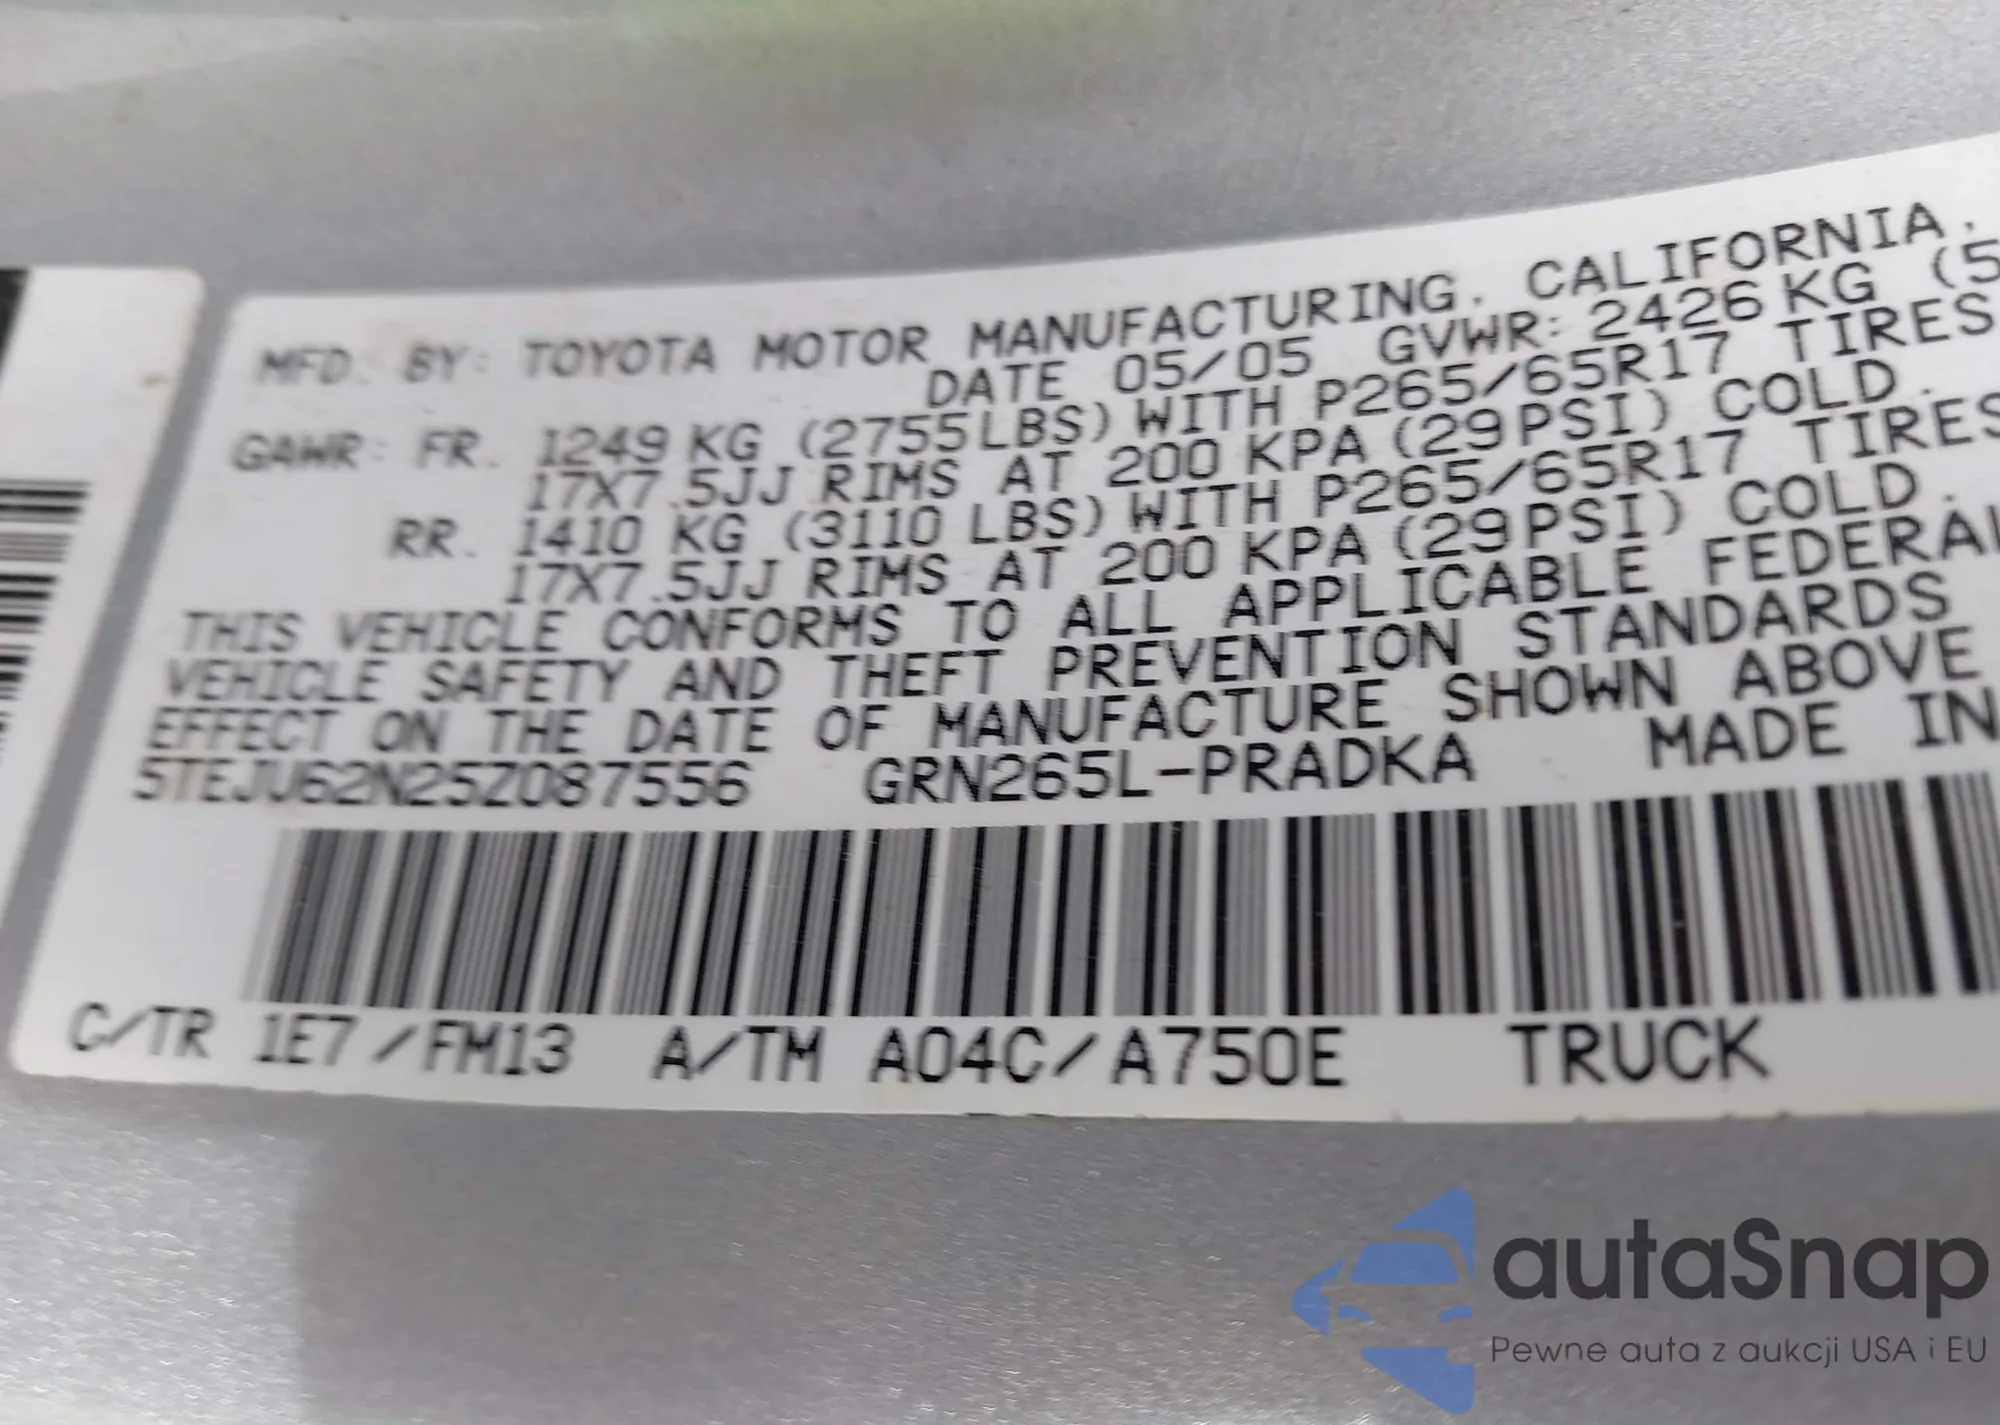 MFD. BY: TOYOTA MOTOR MANUFACTURING, CALIFORNIA,
DATE 05/05 GVWR: 2426 KG (5
GAWR: FR. 1249 KG (2755LBS) WITH P265/65R17 TIRES
17X7.5JJ RIMS AT 200 KPA (29PSI) COLD.
RR. 1410 KG (3110 LBS) WITH P265/65R17 TIRES
17X7.5JJ RIMS AT 200 KPA (29PSI) COLD.
THIS VEHICLE CONFORMS TO ALL APPLICABLE FEDERAL
VEHICLE SAFETY AND THEFT PREVENTION STANDARDS
EFFECT ON THE DATE OF MANUFACTURE SHOWN ABOVE
5TEJU62N25Z087556 GRN265L-PRADKA MADE IN
C/TR 1E7/FM13 A/TM A04C/A750E TRUCK
autaSnap
Pewne auta z aukcji USA i EU